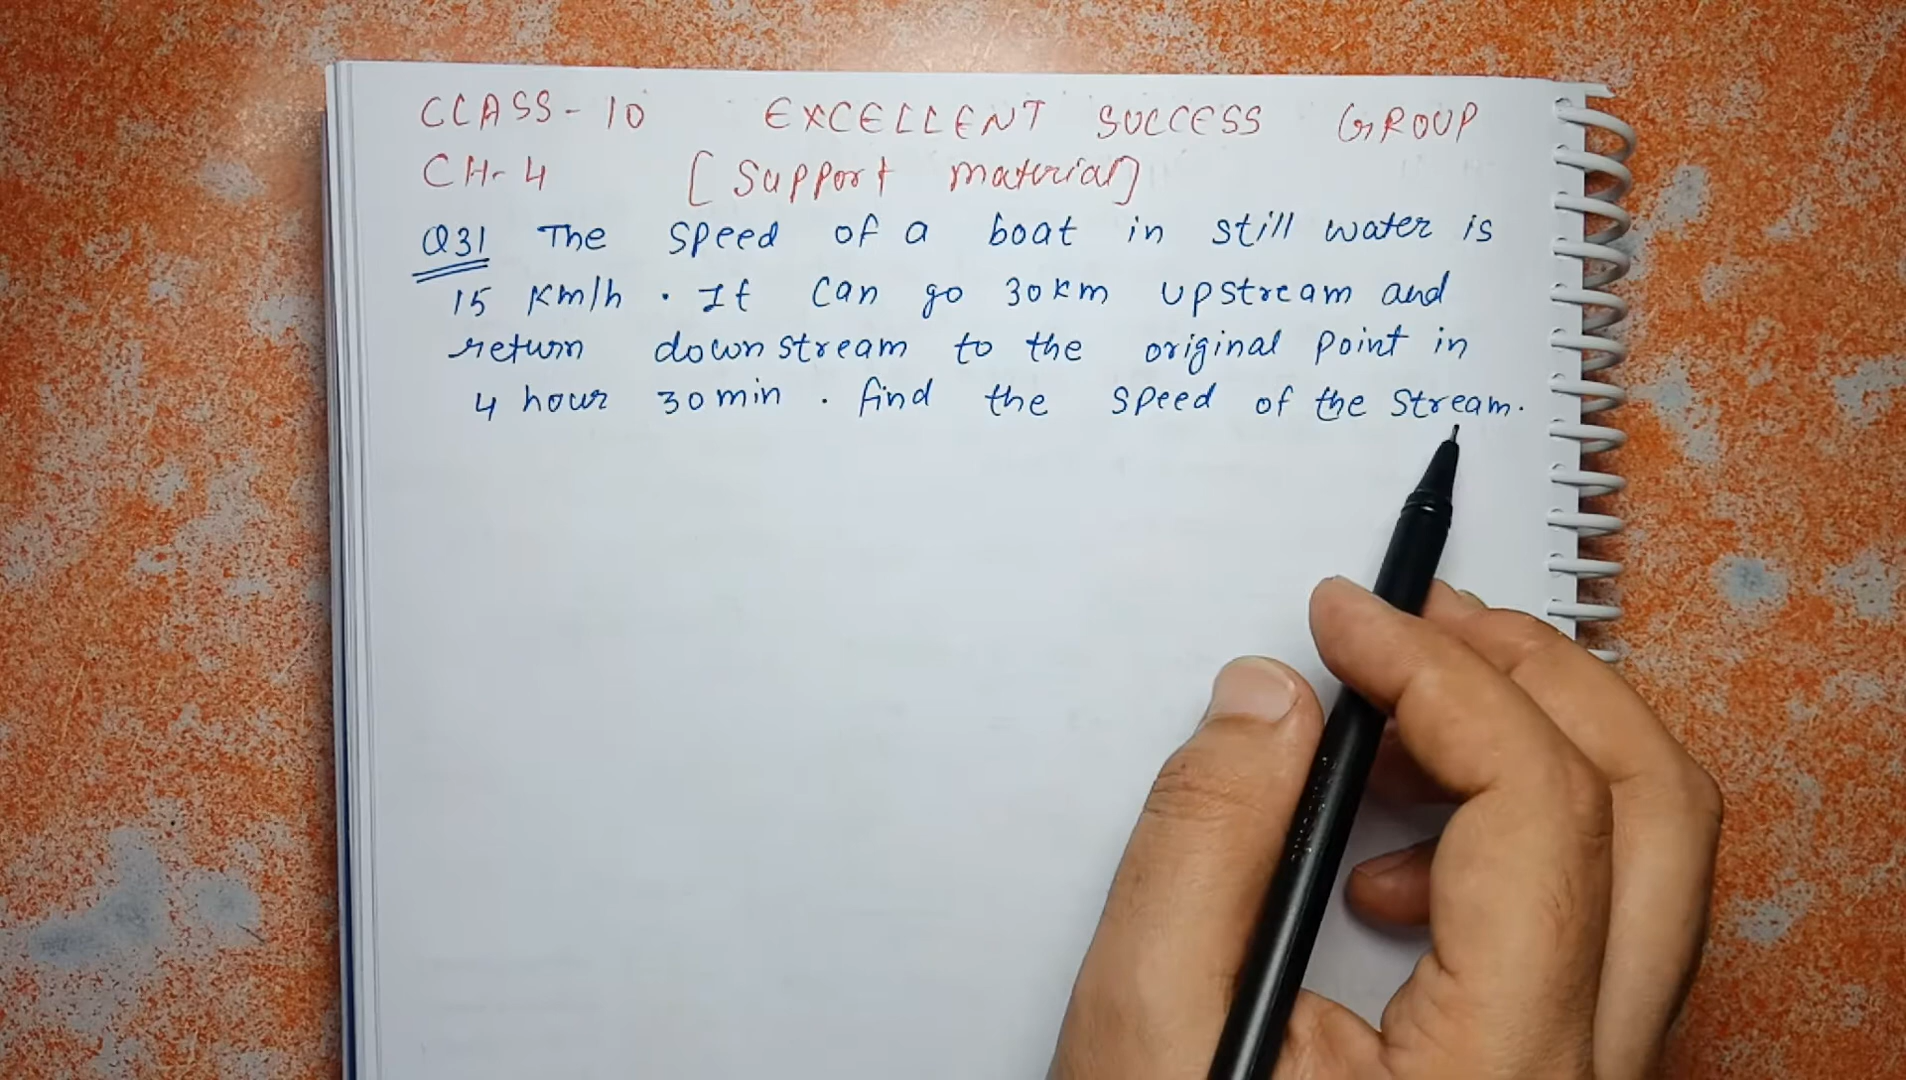 CLASS-10 EXCELLENT SUCCESS GROUP
CH-4 [Support material]
Q31 The speed of a boat in still water is
15 Km/h. It can go 30km upstream and
return downstream to the original point in
4 hour 30 min. find the speed of the stream.